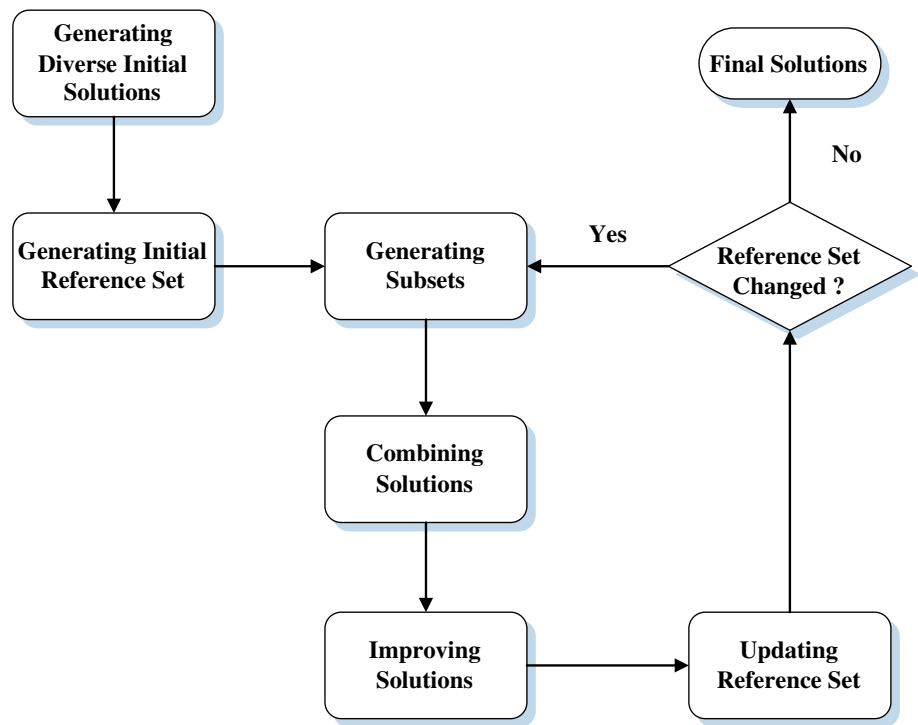 Generating
Diverse Initial
Solutions
Final Solutions
No
Generating Initial
Reference Set
Generating
Subsets
Yes
Reference Set
Changed ?
Combining
Solutions
Improving
Solutions
Updating
Reference Set